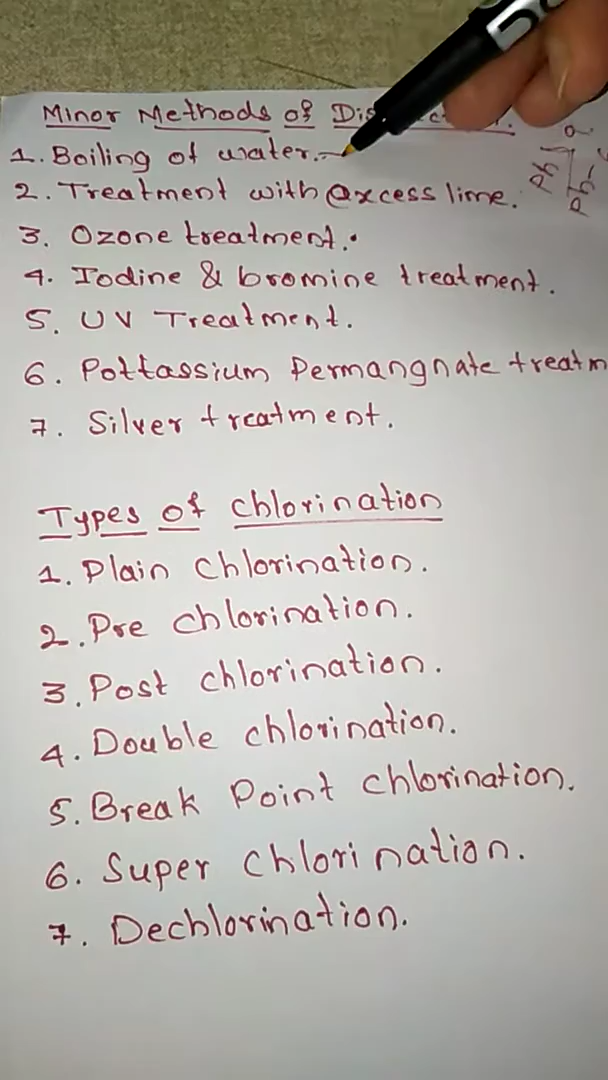 Minor Methods of
1. Boiling of water.
2. Treatment with excess lime.
3. Ozone treatment.
4. Iodine & bromine treatment.
5. UV Treatment.
6. Pottassium Permangnate treatm
7. Silver treatment.
Types of chlorination
1. Plain chlorination.
2. Pre chlorination.
3. Post chlorination.
4. Double chlorination.
5. Break Point chlorination.
6. Super chlorination.
7. Dechlorination.